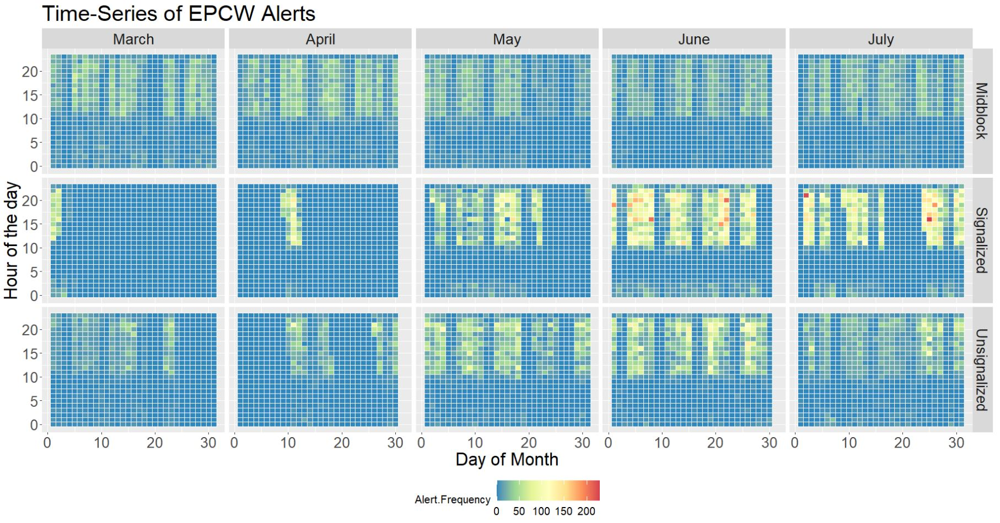 Time-Series of EPCW Alerts
March April May June July
20
15
10
5
0
Midblock
20
15
10
5
0
Signalized
20
15
10
5
0
Unsignalized
Hour of the day
0 10 20 30 0 10 20 30 0 10 20 30 0 10 20 30 0 10 20 30
Day of Month
Alert.Frequency
0 50 100 150 200